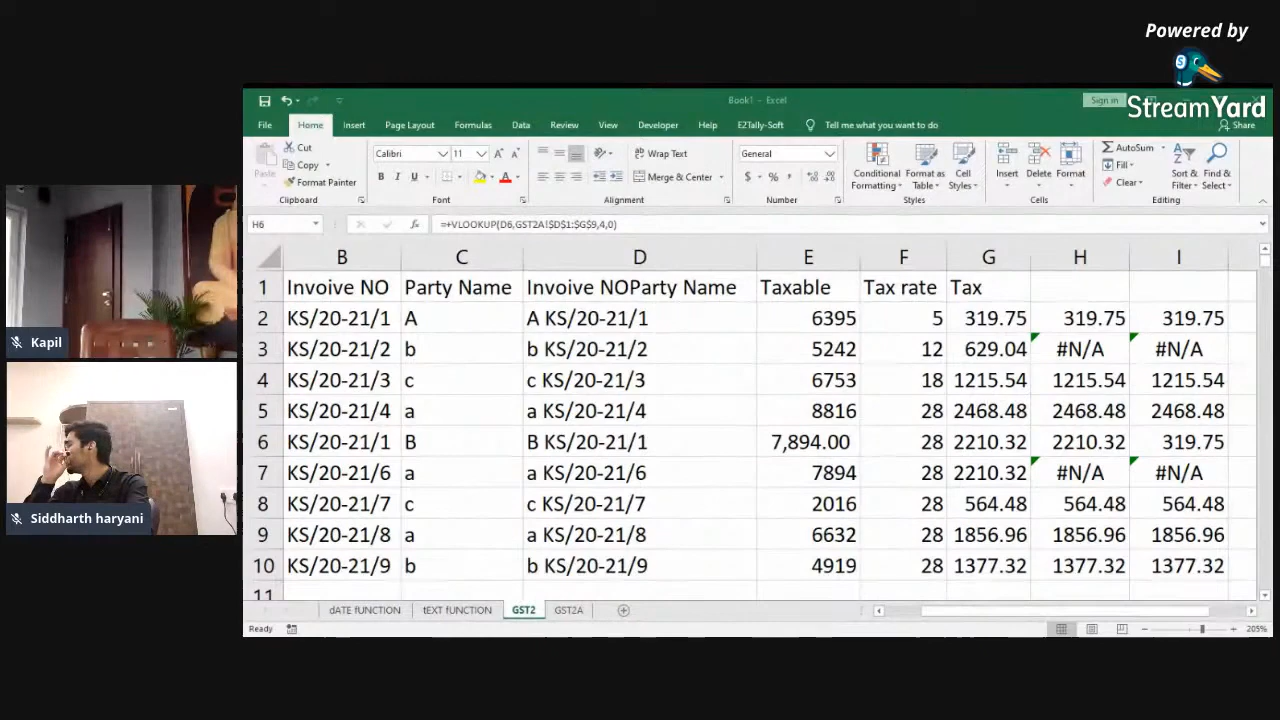 Powered by
StreamYard
Book1 - Excel
Sign in
File Home Insert Page Layout Formulas Data Review View Developer Help EZTally-Soft Tell me what you want to do Share
Paste
Cut
Copy
Format Painter
Clipboard
Calibri 11
B I U
Font
Wrap Text
Merge & Center
Alignment
General
$ % ,
Number
Conditional Formatting
Format as Table
Cell Styles
Styles
Insert
Delete
Format
Cells
AutoSum
Fill
Clear
Sort & Filter
Find & Select
Editing
H6 fx =+VLOOKUP(D6,GST2A!$D$1:$G$9,4,0)
B C D E F G H I
1 Invoive NO Party Name Invoive NOParty Name Taxable Tax rate Tax
2 KS/20-21/1 A A KS/20-21/1 6395 5 319.75 319.75 319.75
3 KS/20-21/2 b b KS/20-21/2 5242 12 629.04 #N/A #N/A
4 KS/20-21/3 c c KS/20-21/3 6753 18 1215.54 1215.54 1215.54
5 KS/20-21/4 a a KS/20-21/4 8816 28 2468.48 2468.48 2468.48
6 KS/20-21/1 B B KS/20-21/1 7,894.00 28 2210.32 2210.32 319.75
7 KS/20-21/6 a a KS/20-21/6 7894 28 2210.32 #N/A #N/A
8 KS/20-21/7 c c KS/20-21/7 2016 28 564.48 564.48 564.48
9 KS/20-21/8 a a KS/20-21/8 6632 28 1856.96 1856.96 1856.96
10 KS/20-21/9 b b KS/20-21/9 4919 28 1377.32 1377.32 1377.32
11
dATE FUNCTION tEXT FUNCTION GST2 GST2A
Ready 205%
Kapil
Siddharth haryani